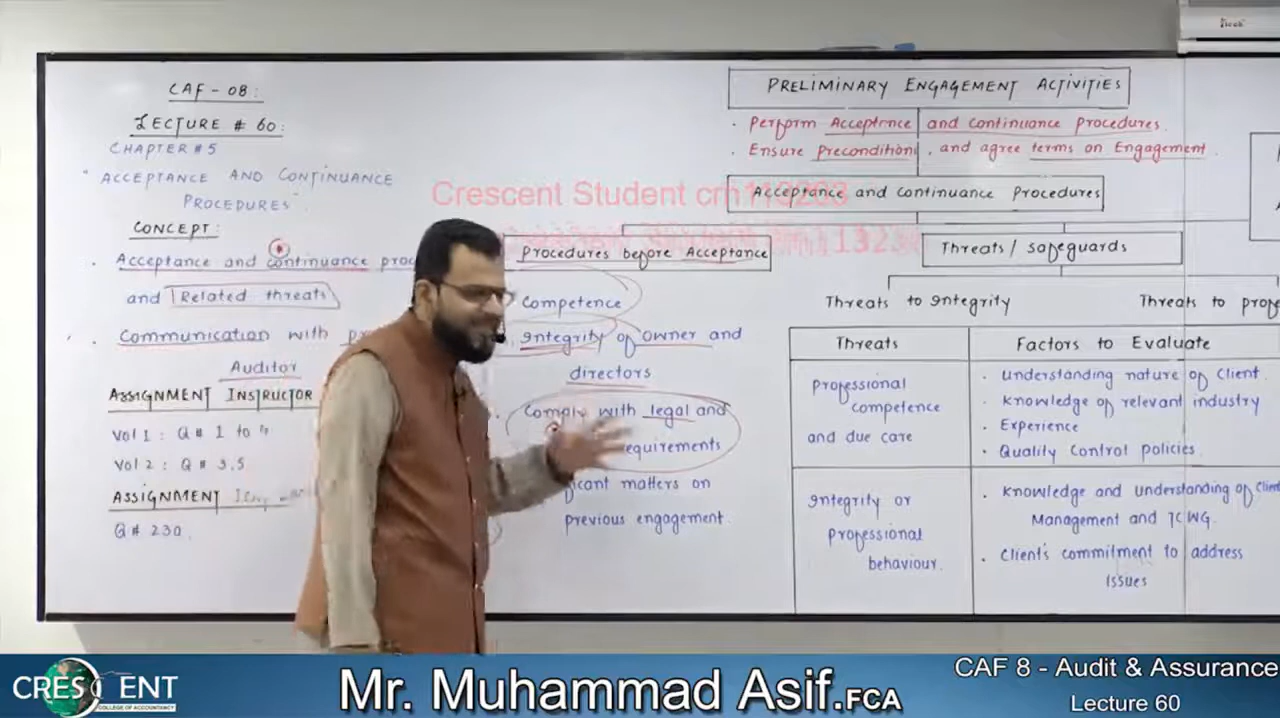 CAF - 08:
LECTURE # 60:
CHAPTER # 5
"ACCEPTANCE AND CONTINUANCE
PROCEDURES"
CONCEPT:
. Acceptance and continuance proc
and Related threats
. Communication with
Auditor
ASSIGNMENT INSTRUCTOR
Vol 1 : Q # 1 to
Vol 2 : Q # 3,5
ASSIGNMENT
Q # 230
PRELIMINARY ENGAGEMENT ACTIVITIES
. Perform Acceptance and continuance procedures.
. Ensure precondition, and agree terms on Engagement.
Acceptance and continuance Procedures
Crescent Student
Procedures before Acceptance
Competence
Integrity of owner and
directors
. Comply with legal and
requirements
icant matters on
previous engagement.
Threats / safeguards
Threats to integrity
Threats to prof
Threats
Factors to Evaluate
professional
competence
and due care
. Understanding nature of Client.
. Knowledge of relevant industry
. Experience
. Quality Control policies.
Integrity or
professional
behaviour.
. Knowledge and understanding of Client
Management and TCWG.
. Client's commitment to address
issues
CRESCENT
COLLEGE OF ACCOUNTANCY
Mr. Muhammad Asif.FCA
CAF 8 - Audit & Assurance
Lecture 60